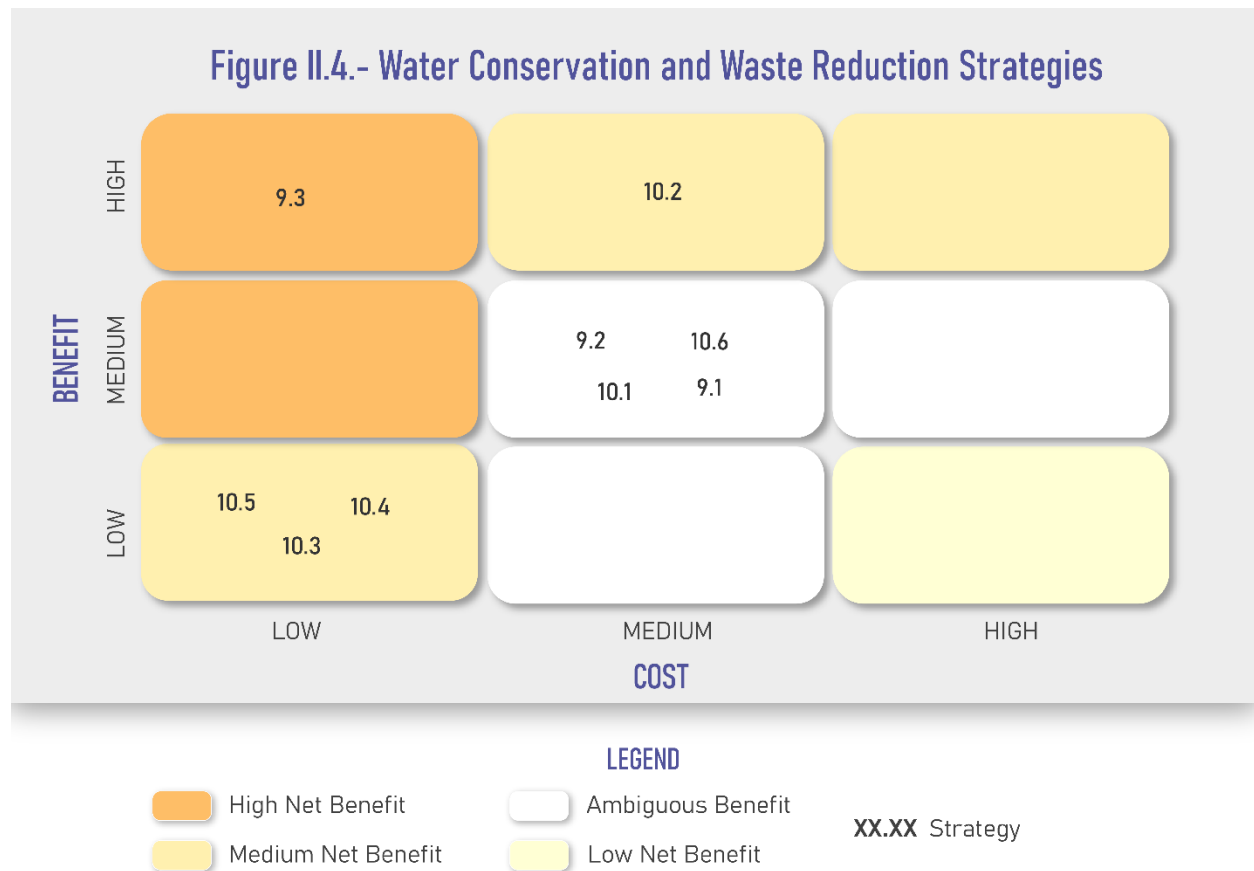 Figure II.4.- Water Conservation and Waste Reduction Strategies
BENEFIT
HIGH
9.3
10.2
MEDIUM
9.2
10.6
10.1
9.1
LOW
10.5
10.4
10.3
LOW
MEDIUM
HIGH
COST
LEGEND
High Net Benefit
Ambiguous Benefit
XX.XX Strategy
Medium Net Benefit
Low Net Benefit